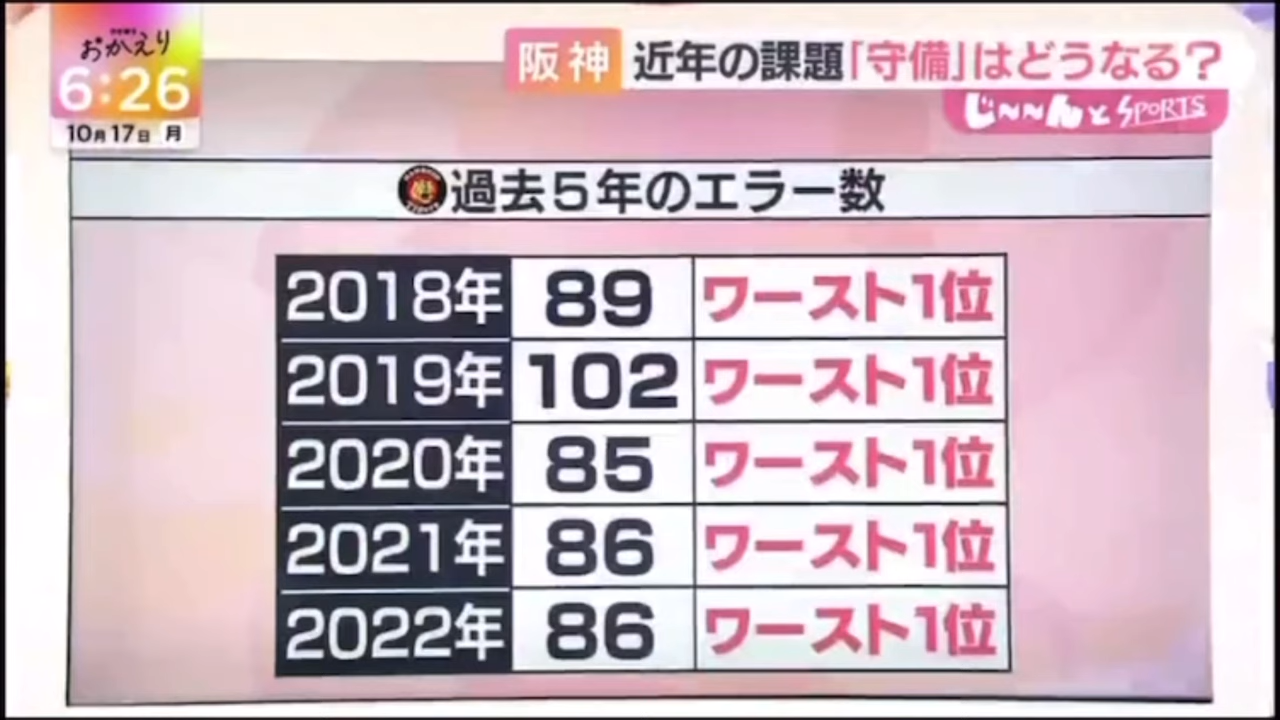 おかえり
6:26
10月17日 月
阪神 近年の課題「守備」はどうなる?
じ~~んとSPORTS
過去5年のエラー数
2018年 89 ワースト1位
2019年 102 ワースト1位
2020年 85 ワースト1位
2021年 86 ワースト1位
2022年 86 ワースト1位